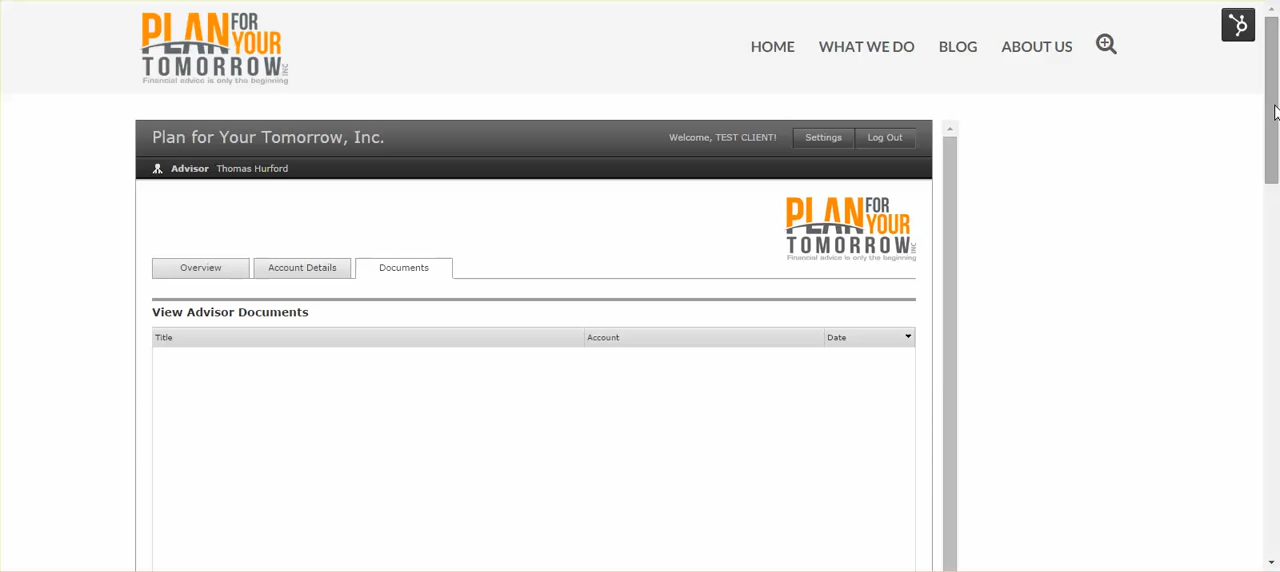 PLAN FOR YOUR TOMORROW INC
Financial advice is only the beginning
HOME WHAT WE DO BLOG ABOUT US
Plan for Your Tomorrow, Inc. Welcome, TEST CLIENT! Settings Log Out
Advisor Thomas Hurford
PLAN FOR YOUR TOMORROW INC
Financial advice is only the beginning
Overview Account Details Documents
View Advisor Documents
Title Account Date